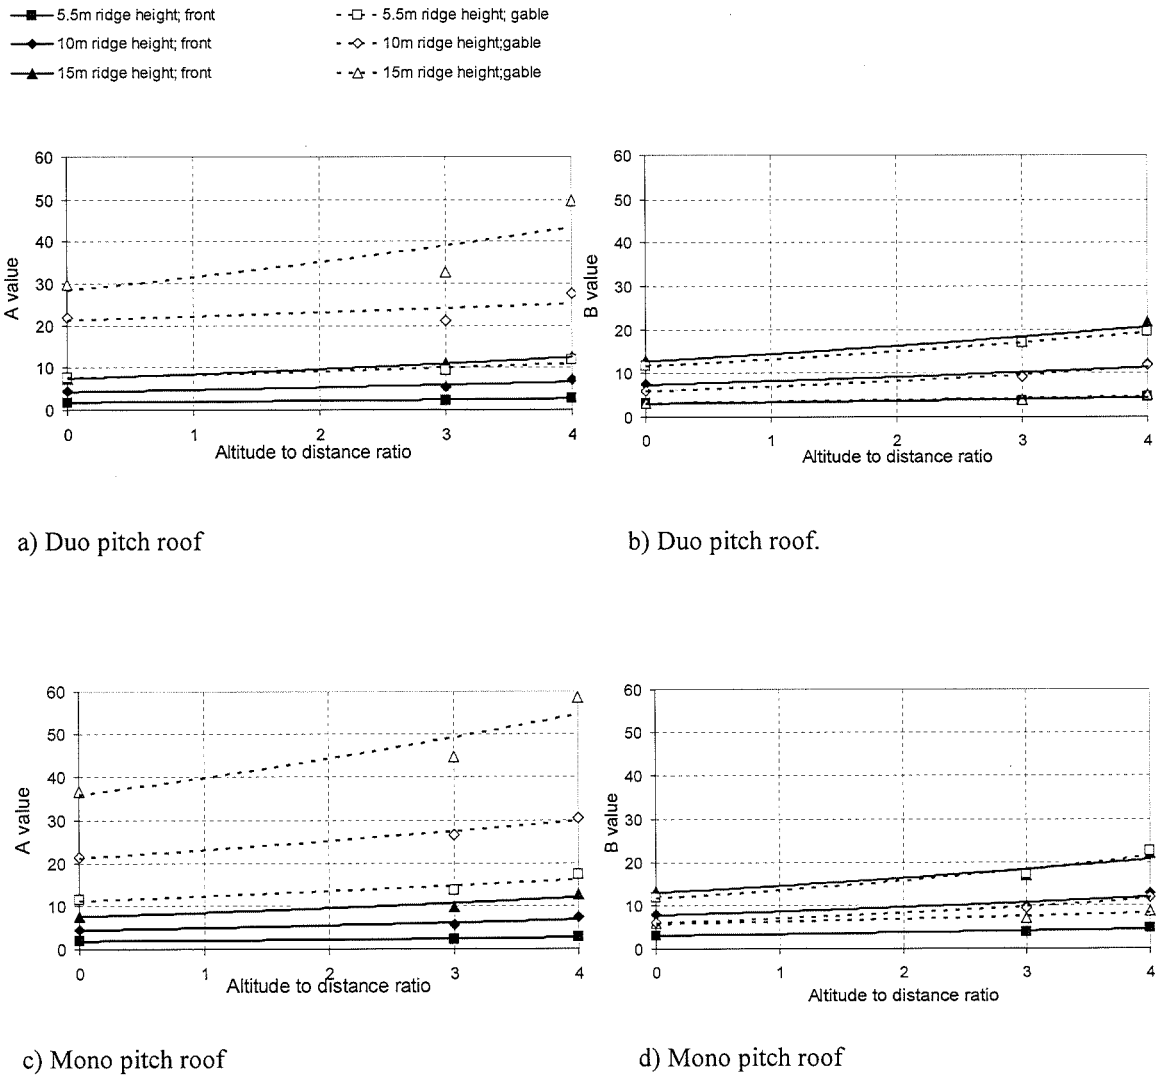 5.5m ridge height; front
5.5m ridge height; gable
10m ridge height; front
10m ridge height;gable
15m ridge height; front
15m ridge height;gable
60
50
40
30
20
10
0
A value
0 1 2 3 4
Altitude to distance ratio
60
50
40
30
20
10
0
B value
0 1 2 3 4
Altitude to distance ratio
a) Duo pitch roof
b) Duo pitch roof.
60
50
40
30
20
10
0
A value
0 1 2 3 4
Altitude to distance ratio
60
50
40
30
20
10
0
B value
0 1 2 3 4
Altitude to distance ratio
c) Mono pitch roof
d) Mono pitch roof